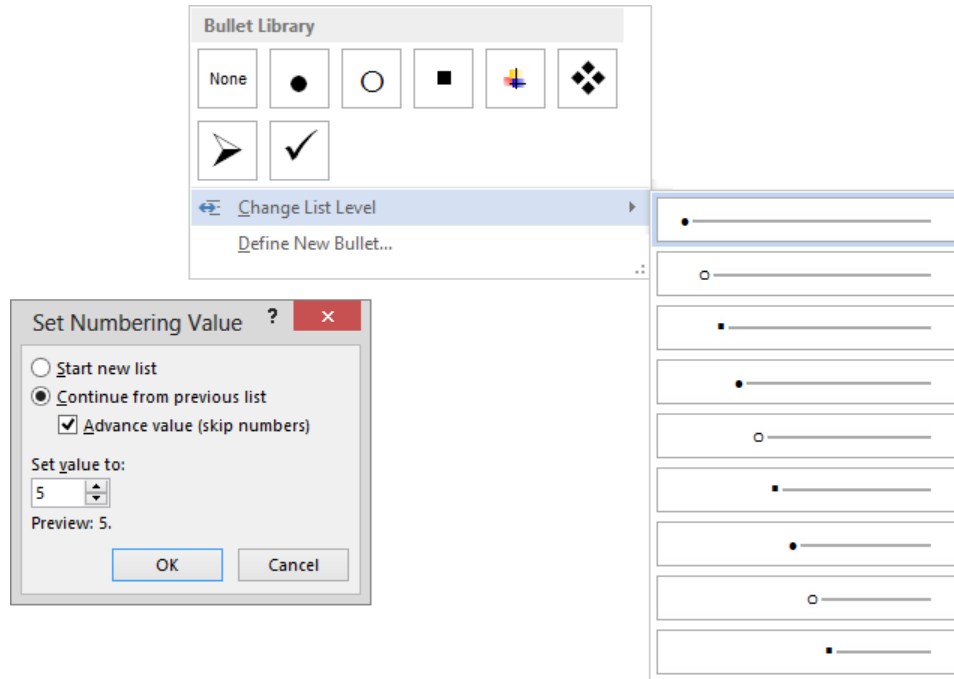 Bullet Library
None
Change List Level
Define New Bullet...
Set Numbering Value ?
Start new list
Continue from previous list
Advance value (skip numbers)
Set value to:
5
Preview: 5.
OK Cancel